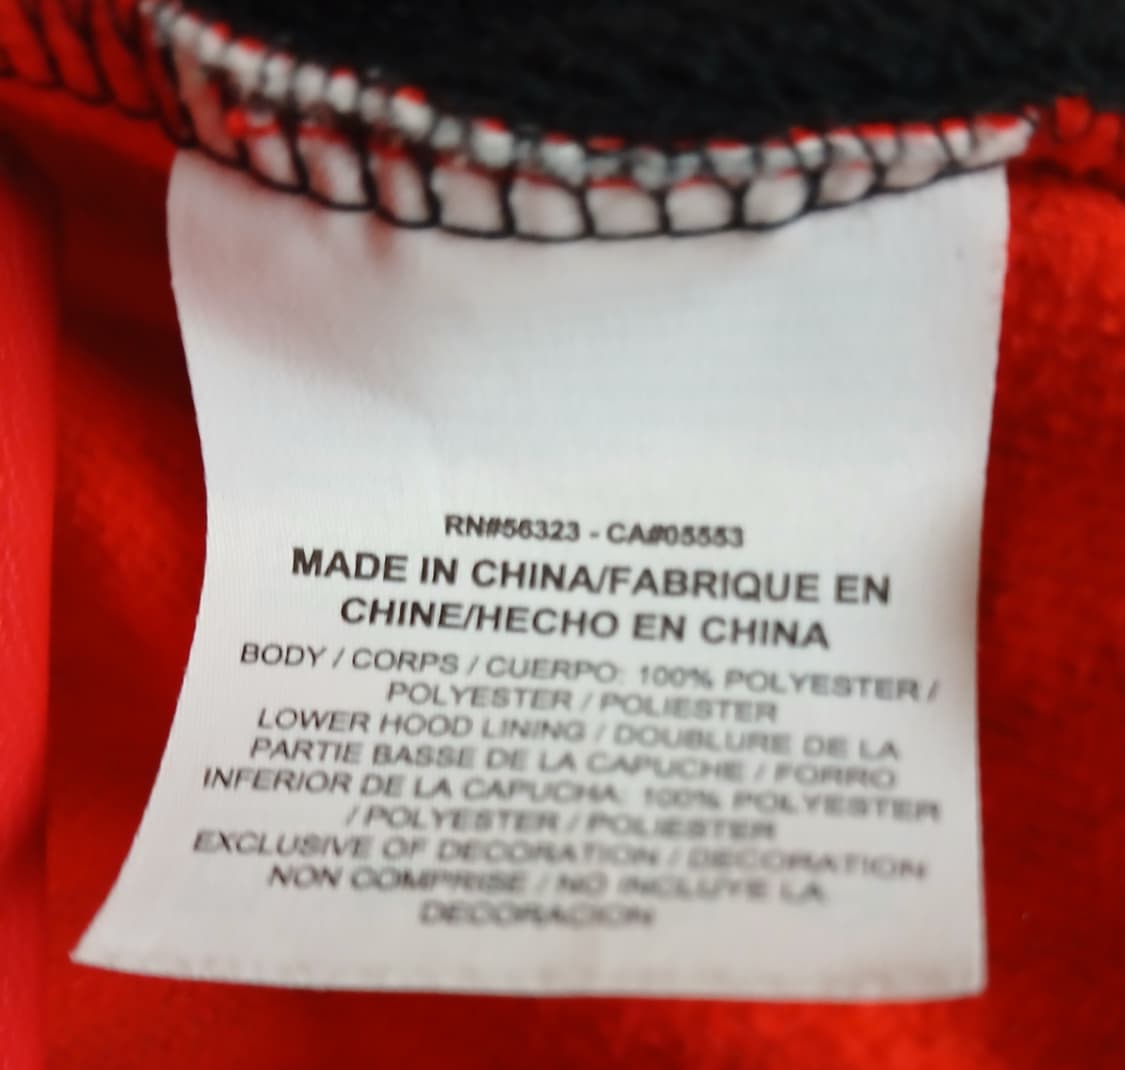 RN#56323 - CA#05553
MADE IN CHINA/FABRIQUE EN
CHINE/HECHO EN CHINA
BODY / CORPS / CUERPO: 100% POLYESTER /
POLYESTER / POLIESTER
LOWER HOOD LINING / DOUBLURE DE LA
PARTIE BASSE DE LA CAPUCHE / FORRO
INFERIOR DE LA CAPUCHA: 100% POLYESTER
/ POLYESTER / POLIESTER
EXCLUSIVE OF DECORATION / DECORATION
NON COMPRISE / NO INCLUYE LA
DECORACION